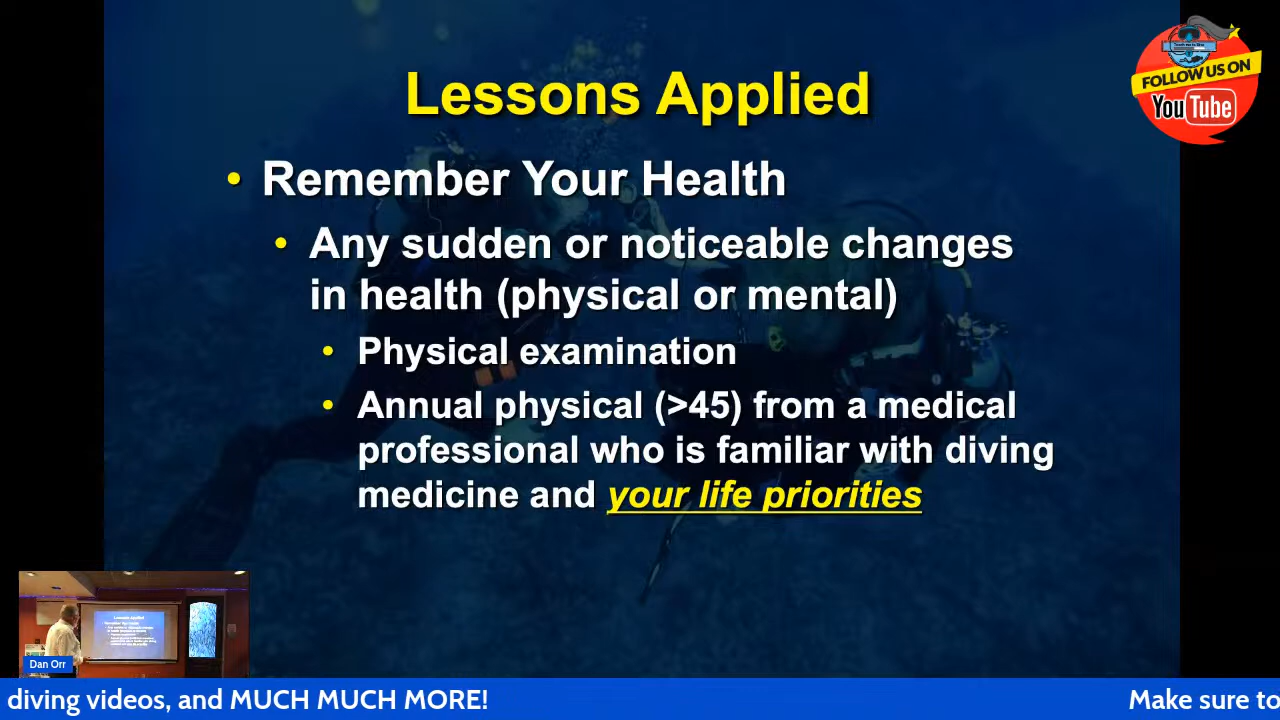 Lessons Applied
• Remember Your Health
• Any sudden or noticeable changes
in health (physical or mental)
• Physical examination
• Annual physical (>45) from a medical
professional who is familiar with diving
medicine and your life priorities
FOLLOW US ON
YouTube
Dan Orr
diving videos, and MUCH MUCH MORE!
Make sure to